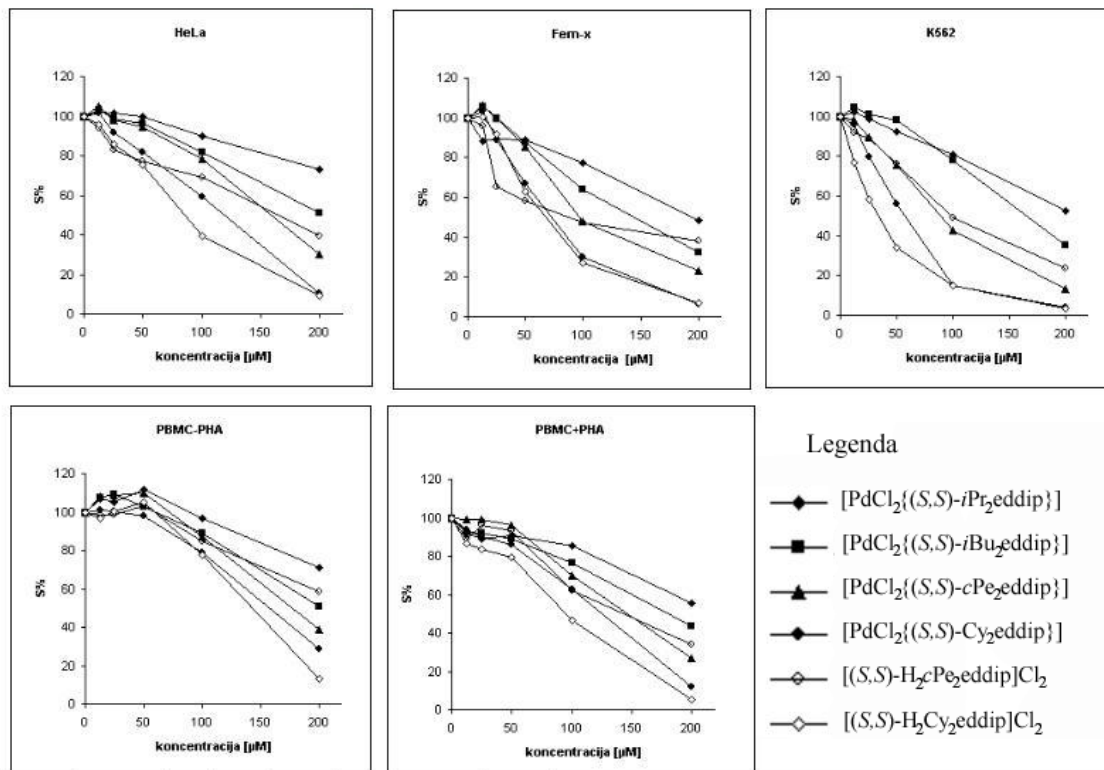 HeLa
S%
120
100
80
60
40
20
0
0 50 100 150 200
koncentracija [µM]
Fem-x
S%
120
100
80
60
40
20
0
0 50 100 150 200
koncentracija [µM]
K562
S%
120
100
80
60
40
20
0
0 50 100 150 200
koncentracija [µM]
PBMC-PHA
S%
120
100
80
60
40
20
0
0 50 100 150 200
koncentracija [µM]
PBMC+PHA
S%
120
100
80
60
40
20
0
0 50 100 150 200
koncentracija [µM]
Legenda
[PdCl₂{(S,S)-iPr₂eddip}]
[PdCl₂{(S,S)-iBu₂eddip}]
[PdCl₂{(S,S)-cPe₂eddip}]
[PdCl₂{(S,S)-Cy₂eddip}]
[(S,S)-H₂cPe₂eddip]Cl₂
[(S,S)-H₂Cy₂eddip]Cl₂